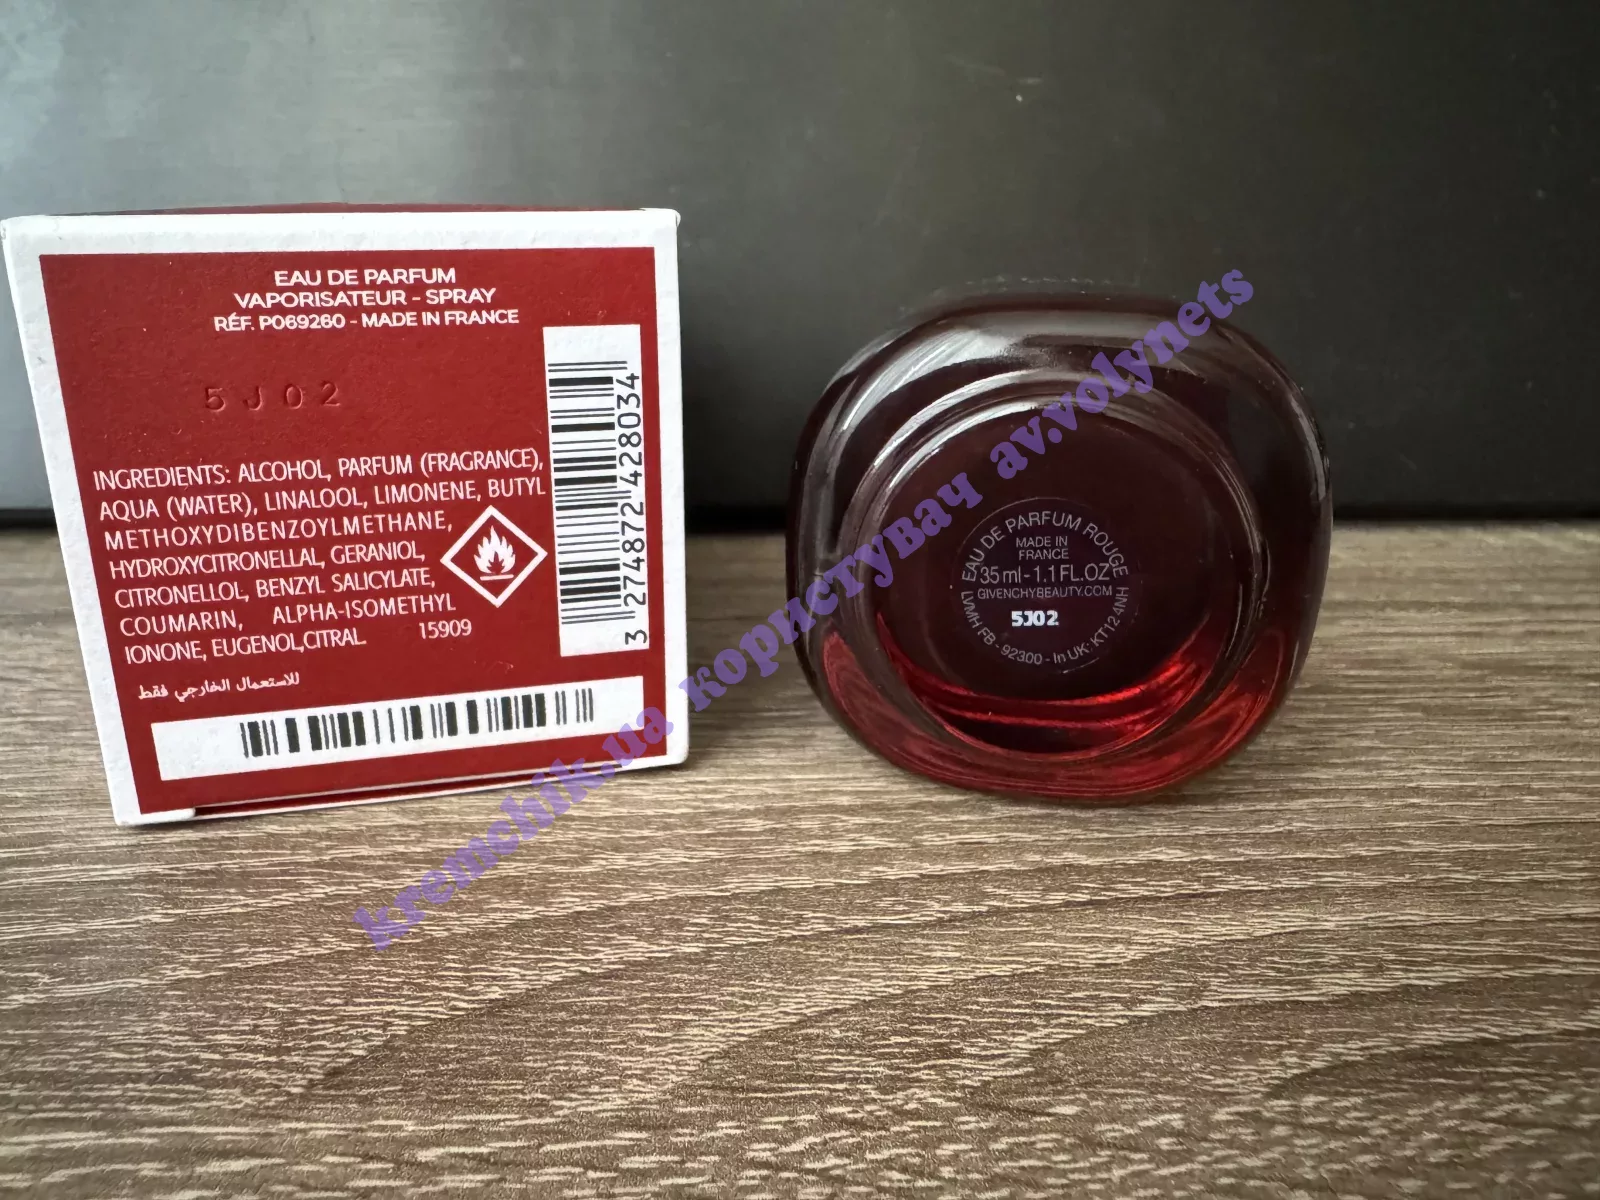 EAU DE PARFUM
VAPORISATEUR - SPRAY
RÉF. P069260 - MADE IN FRANCE
5J02
INGREDIENTS: ALCOHOL, PARFUM (FRAGRANCE),
AQUA (WATER), LINALOOL, LIMONENE, BUTYL
METHOXYDIBENZOYLMETHANE,
HYDROXYCITRONELLAL, GERANIOL,
CITRONELLOL, BENZYL SALICYLATE,
COUMARIN, ALPHA-ISOMETHYL
IONONE, EUGENOL,CITRAL. 15909
للاستعمال الخارجي فقط
3 274872 428034
EAU DE PARFUM ROUGE
MADE IN
FRANCE
35 ml - 1.1 FL.OZ
GIVENCHYBEAUTY.COM
5J02
LVMH FB - 92300 - In UK: KT12 4NH
kremchik.ua користувач av.volynets